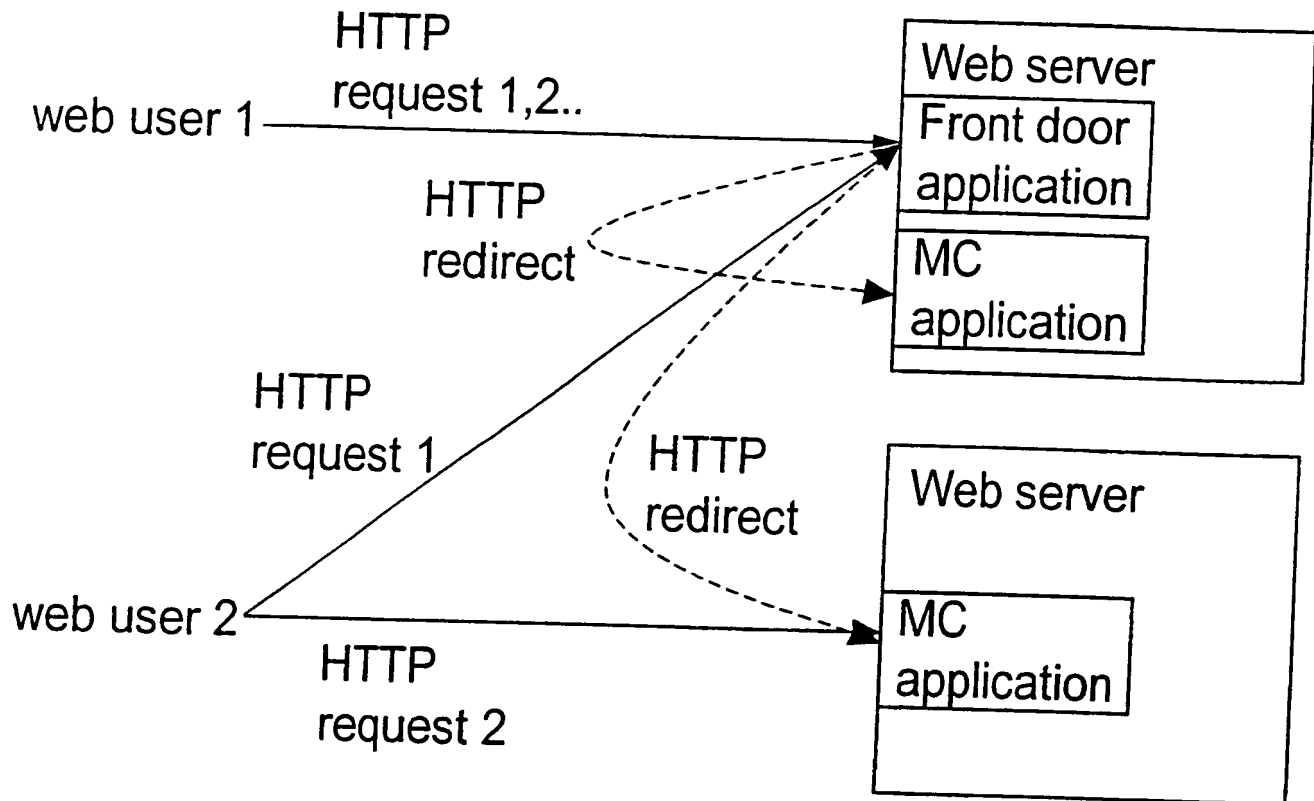 HTTP
request 1,2..
web user 1
Web server
Front door
application
HTTP
redirect
MC
application
HTTP
request 1
HTTP
redirect
Web server
web user 2
MC
application
HTTP
request 2